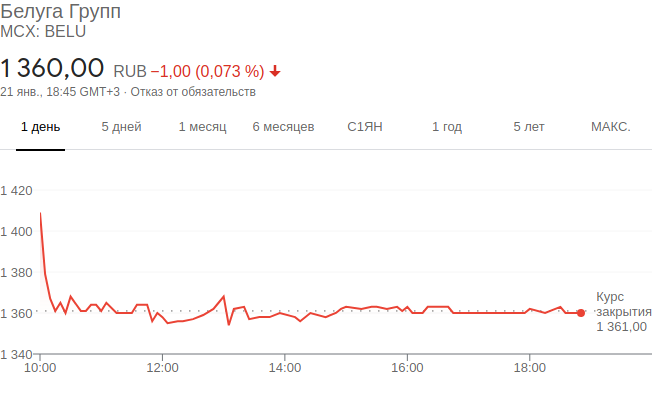 Белуга Групп
MCX: BELU
1 360,00 RUB −1,00 (0,073 %)
21 янв., 18:45 GMT+3 · Отказ от обязательств
1 день 5 дней 1 месяц 6 месяцев С1ЯН 1 год 5 лет МАКС.
1 420
1 400
1 380
1 360
1 340
Курс
закрытия
1 361,00
10:00 12:00 14:00 16:00 18:00